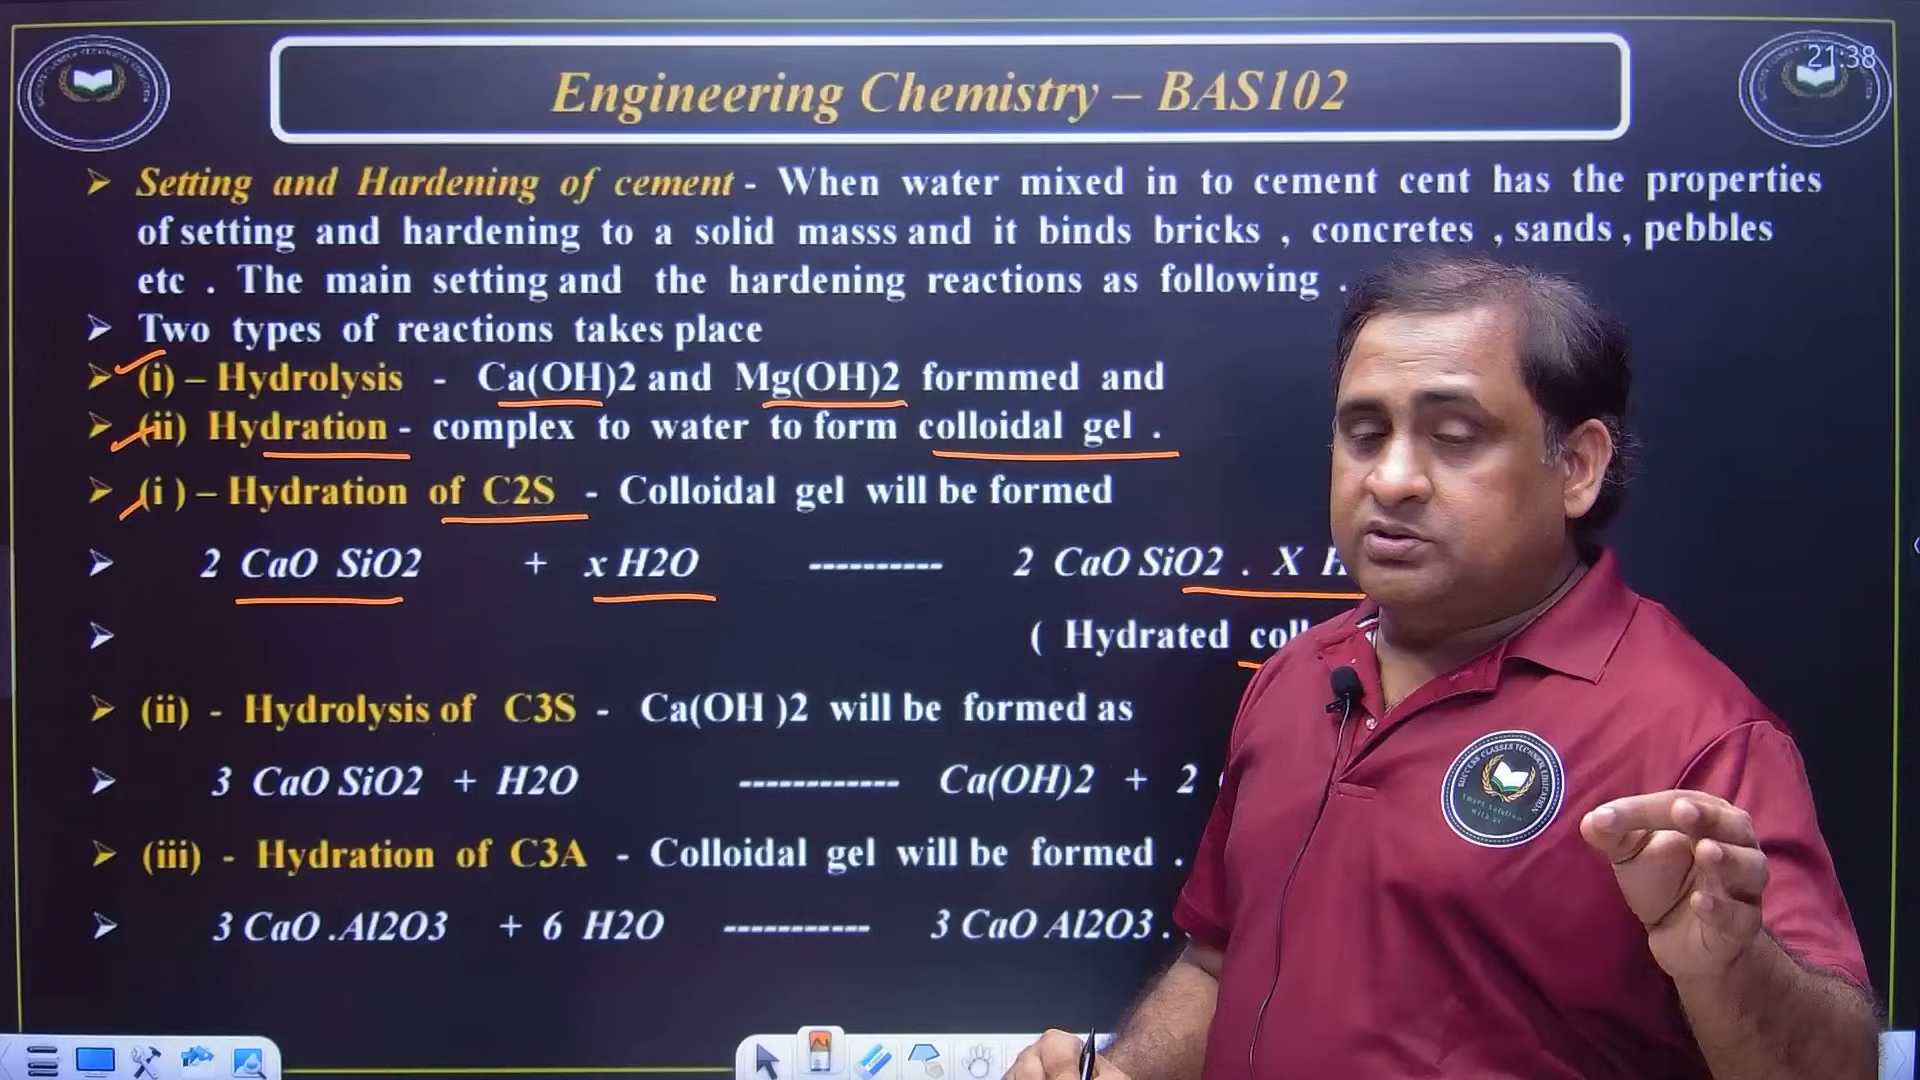 21:38
Engineering Chemistry – BAS102
Setting and Hardening of cement - When water mixed in to cement cent has the properties
of setting and hardening to a solid masss and it binds bricks , concretes , sands , pebbles
etc . The main setting and the hardening reactions as following .
Two types of reactions takes place
(i) – Hydrolysis - Ca(OH)2 and Mg(OH)2 formmed and
(ii) Hydration - complex to water to form colloidal gel .
(i ) – Hydration of C2S - Colloidal gel will be formed
2 CaO SiO2 + x H2O ---------- 2 CaO SiO2 . X
( Hydrated
(ii) - Hydrolysis of C3S - Ca(OH )2 will be formed as
3 CaO SiO2 + H2O ------------ Ca(OH)2 + 2
(iii) - Hydration of C3A - Colloidal gel will be formed .
3 CaO .Al2O3 + 6 H2O ----------- 3 CaO Al2O3 .
SUCCESS CLASSES TECHNICAL EDUCATION